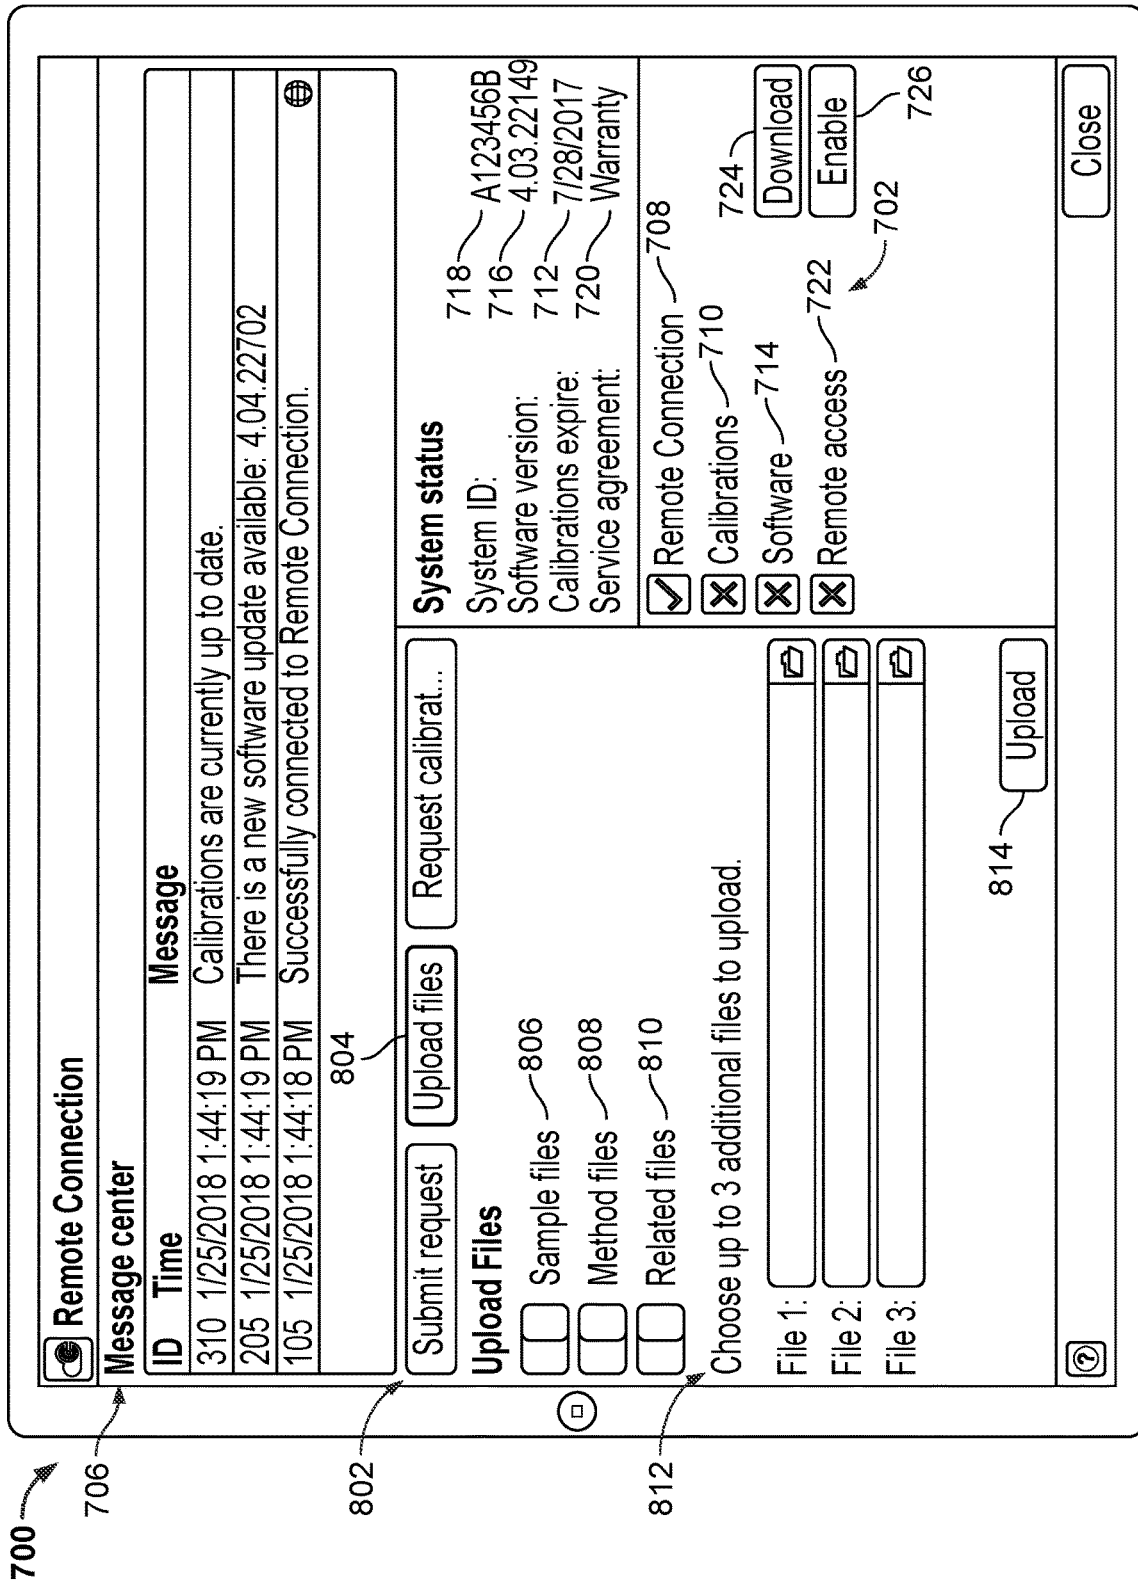 700
Remote Connection
706
Message center
ID Time Message
310 1/25/2018 1:44:19 PM Calibrations are currently up to date.
205 1/25/2018 1:44:19 PM There is a new software update available: 4.04.22702
105 1/25/2018 1:44:18 PM Successfully connected to Remote Connection.
804
802
Submit request Upload files Request calibrat...
Upload Files
Sample files 806
Method files 808
Related files 810
812
Choose up to 3 additional files to upload.
File 1:
File 2:
File 3:
814
Upload
System status
System ID: 718 A123456B
Software version: 716 4.03.22149
Calibrations expire: 712 7/28/2017
Service agreement: 720 Warranty
Remote Connection 708
Calibrations 710
Software 714
Remote access 722
702
724
Download
Enable
726
?
Close